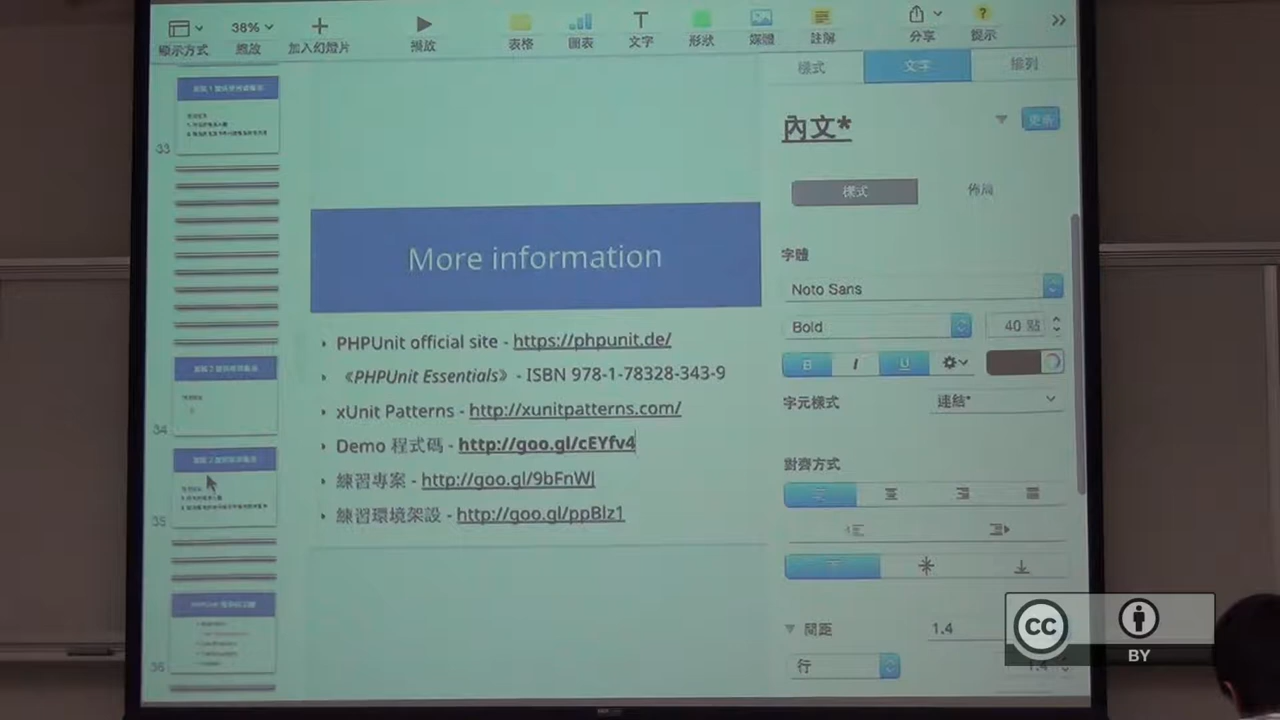 38%
顯示方式
縮放
加入幻燈片
播放
表格
圖表
文字
形狀
媒體
註解
分享
提示
樣式
文字
排列
內文*
更新
樣式
佈局
字體
Noto Sans
Bold
40 點
B I U
字元樣式
連結*
對齊方式
間距
1.4
行
33
34
35
36
More information
PHPUnit official site - https://phpunit.de/
《PHPUnit Essentials》 - ISBN 978-1-78328-343-9
xUnit Patterns - http://xunitpatterns.com/
Demo 程式碼 - http://goo.gl/cEYfv4
練習專案 - http://goo.gl/9bFnWJ
練習環境架設 - http://goo.gl/ppBlz1
CC
BY